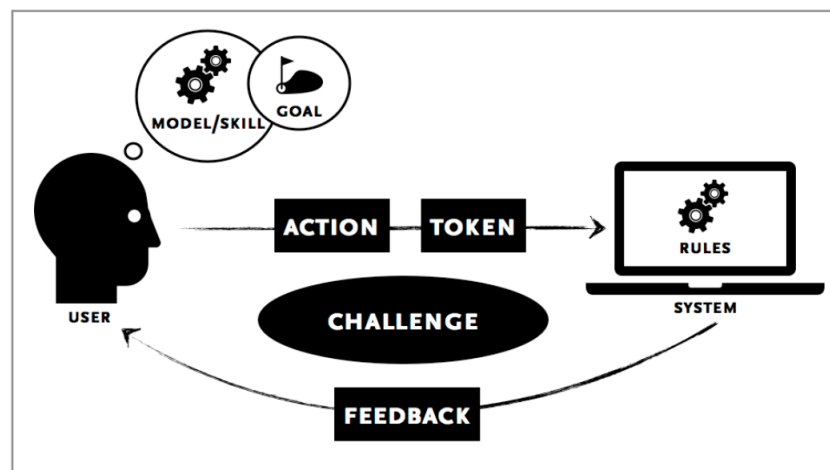 MODEL/SKILL
GOAL
ACTION
TOKEN
RULES
USER
SYSTEM
CHALLENGE
FEEDBACK